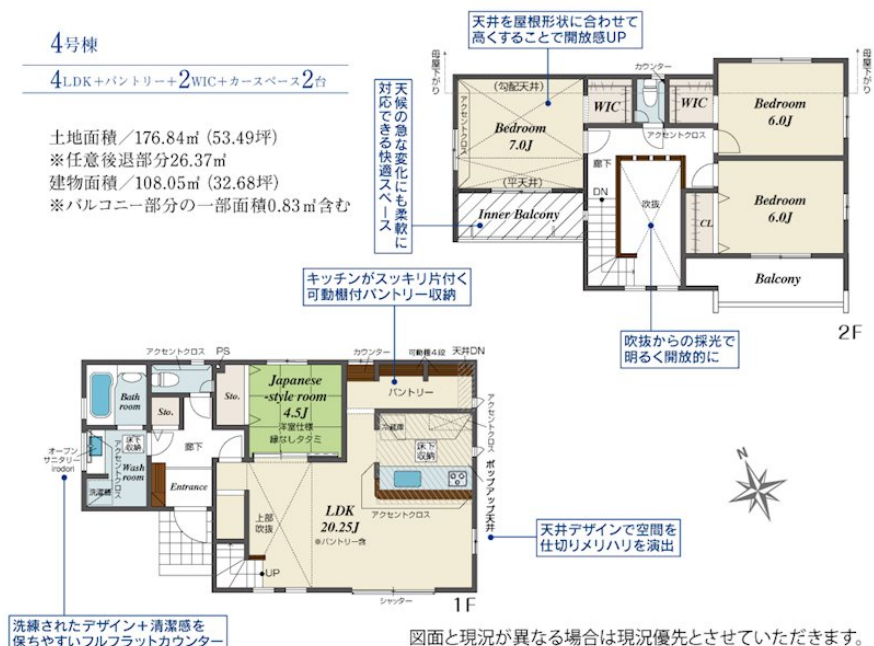 4号棟
4LDK+パントリー+2WIC+カースペース2台
土地面積／176.84㎡ (53.49坪)
※任意後退部分26.37㎡
建物面積／108.05㎡ (32.68坪)
※バルコニー部分の一部面積0.83㎡含む
天井を屋根形状に合わせて
高くすることで開放感UP
天候の急な変化にも柔軟に
対応できる快適スペース
母屋下がり
母屋下がり
カウンター
(勾配天井)
アクセントクロス
Bedroom
7.0J
(平天井)
WIC
WIC
アクセントクロス
Bedroom
6.0J
廊下
DN
吹抜
Inner Balcony
CL
Bedroom
6.0J
Balcony
吹抜からの採光で
明るく開放的に
2F
キッチンがスッキリ片付く
可動棚付パントリー収納
アクセントクロス
PS
カウンター
可動棚4段
天井DN
Bath
room
Sto.
Sto.
Japanese
-style room
4.5J
洋室仕様
縁なしタタミ
パントリー
冷蔵庫
床下
収納
アクセントクロス
ポップアップ天井
オープン
サニタリー
irodori
アクセントクロス
床下
収納
Wash
room
洗濯機
廊下
Entrance
上部
吹抜
LDK
20.25J
※パントリー含
アクセントクロス
UP
シャッター
1F
N
天井デザインで空間を
仕切りメリハリを演出
洗練されたデザイン+清潔感を
保ちやすいフルフラットカウンター
図面と現況が異なる場合は現況優先とさせていただきます。